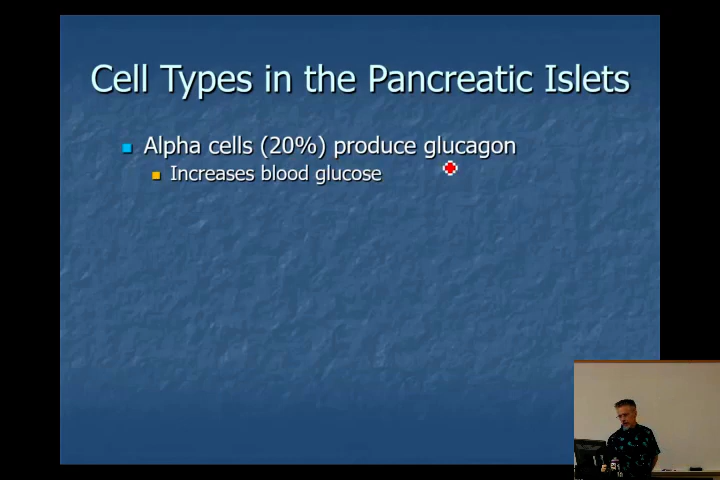 Cell Types in the Pancreatic Islets
Alpha cells (20%) produce glucagon
Increases blood glucose